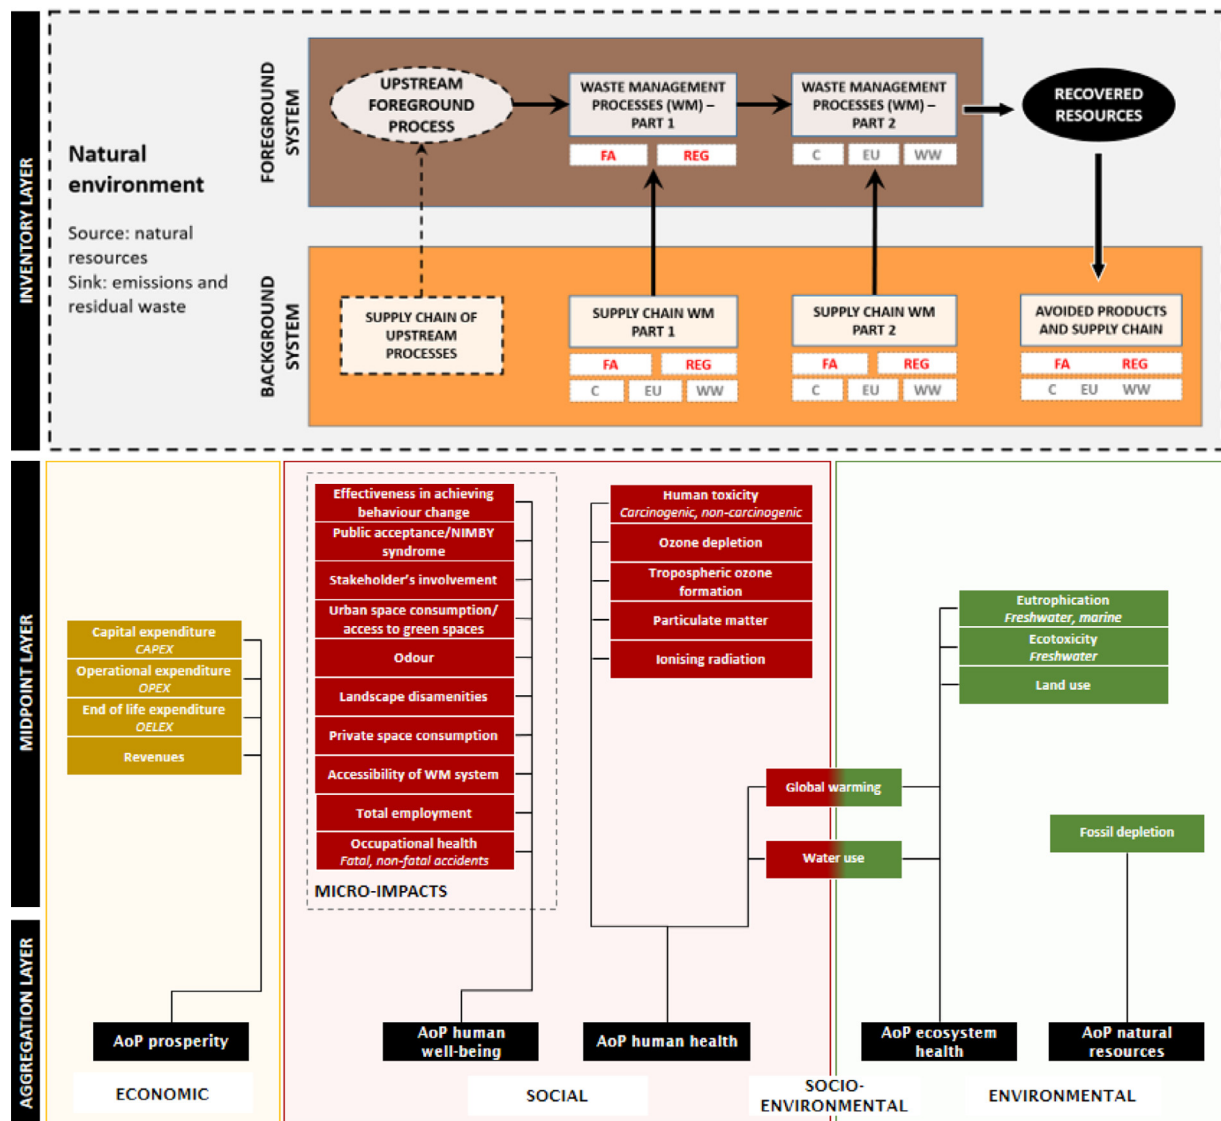 INVENTORY LAYER
Natural
environment
Source: natural
resources
Sink: emissions and
residual waste
FOREGROUND
SYSTEM
UPSTREAM
FOREGROUND
PROCESS
WASTE MANAGEMENT
PROCESSES (WM) –
PART 1
FA
REG
WASTE MANAGEMENT
PROCESSES (WM) –
PART 2
C
EU
WW
RECOVERED
RESOURCES
BACKGROUND
SYSTEM
SUPPLY CHAIN OF
UPSTREAM
PROCESSES
SUPPLY CHAIN WM
PART 1
FA
REG
C
EU
WW
SUPPLY CHAIN WM
PART 2
FA
REG
C
EU
WW
AVOIDED PRODUCTS
AND SUPPLY CHAIN
FA
REG
C
EU
WW
MIDPOINT LAYER
Capital expenditure
CAPEX
Operational expenditure
OPEX
End of life expenditure
OELEX
Revenues
Effectiveness in achieving
behaviour change
Public acceptance/NIMBY
syndrome
Stakeholder's involvement
Urban space consumption/
access to green spaces
Odour
Landscape disamenities
Private space consumption
Accessibility of WM system
Total employment
Occupational health
Fatal, non-fatal accidents
MICRO-IMPACTS
Human toxicity
Carcinogenic, non-carcinogenic
Ozone depletion
Tropospheric ozone
formation
Particulate matter
Ionising radiation
Global warming
Water use
Eutrophication
Freshwater, marine
Ecotoxicity
Freshwater
Land use
Fossil depletion
AGGREGATION LAYER
AoP prosperity
AoP human
well-being
AoP human health
AoP ecosystem
health
AoP natural
resources
ECONOMIC
SOCIAL
SOCIO-
ENVIRONMENTAL
ENVIRONMENTAL